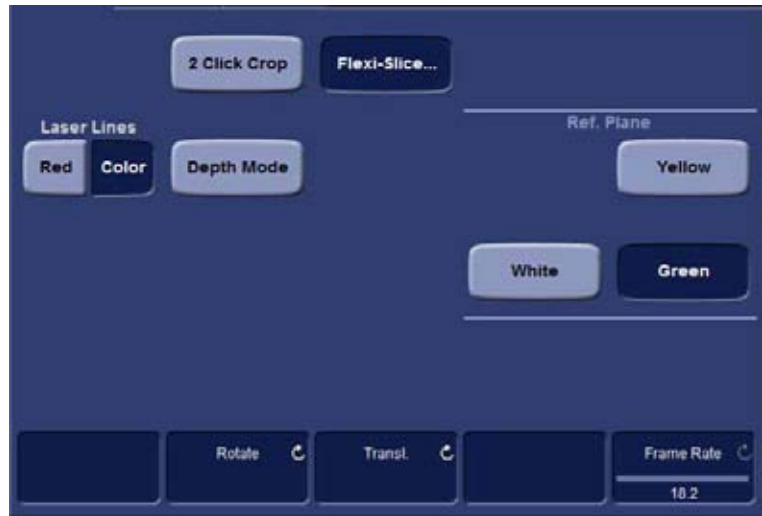 2 Click Crop Flexi-Slice...
Laser Lines Ref. Plane
Red Color Depth Mode Yellow
White Green
Rotate Transl. Frame Rate
18.2